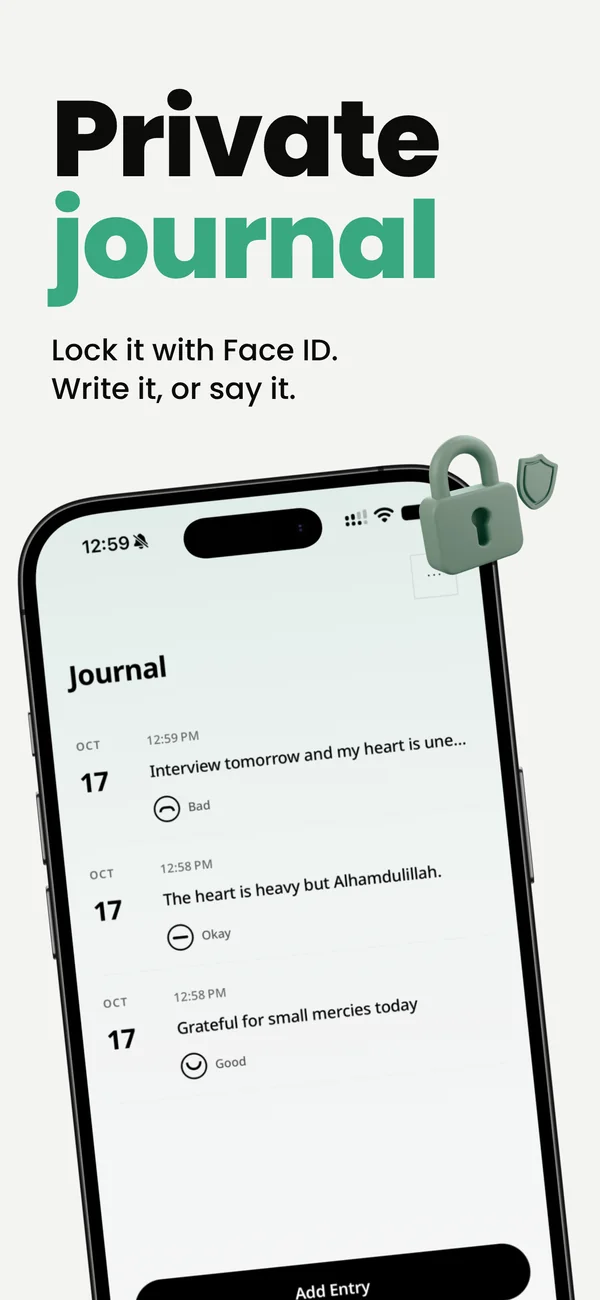 Private
journal
Lock it with Face ID.
Write it, or say it.
12:59
Journal
OCT
17
12:59 PM
Interview tomorrow and my heart is une...
Bad
OCT
17
12:58 PM
The heart is heavy but Alhamdulillah.
Okay
OCT
17
12:58 PM
Grateful for small mercies today
Good
Add Entry